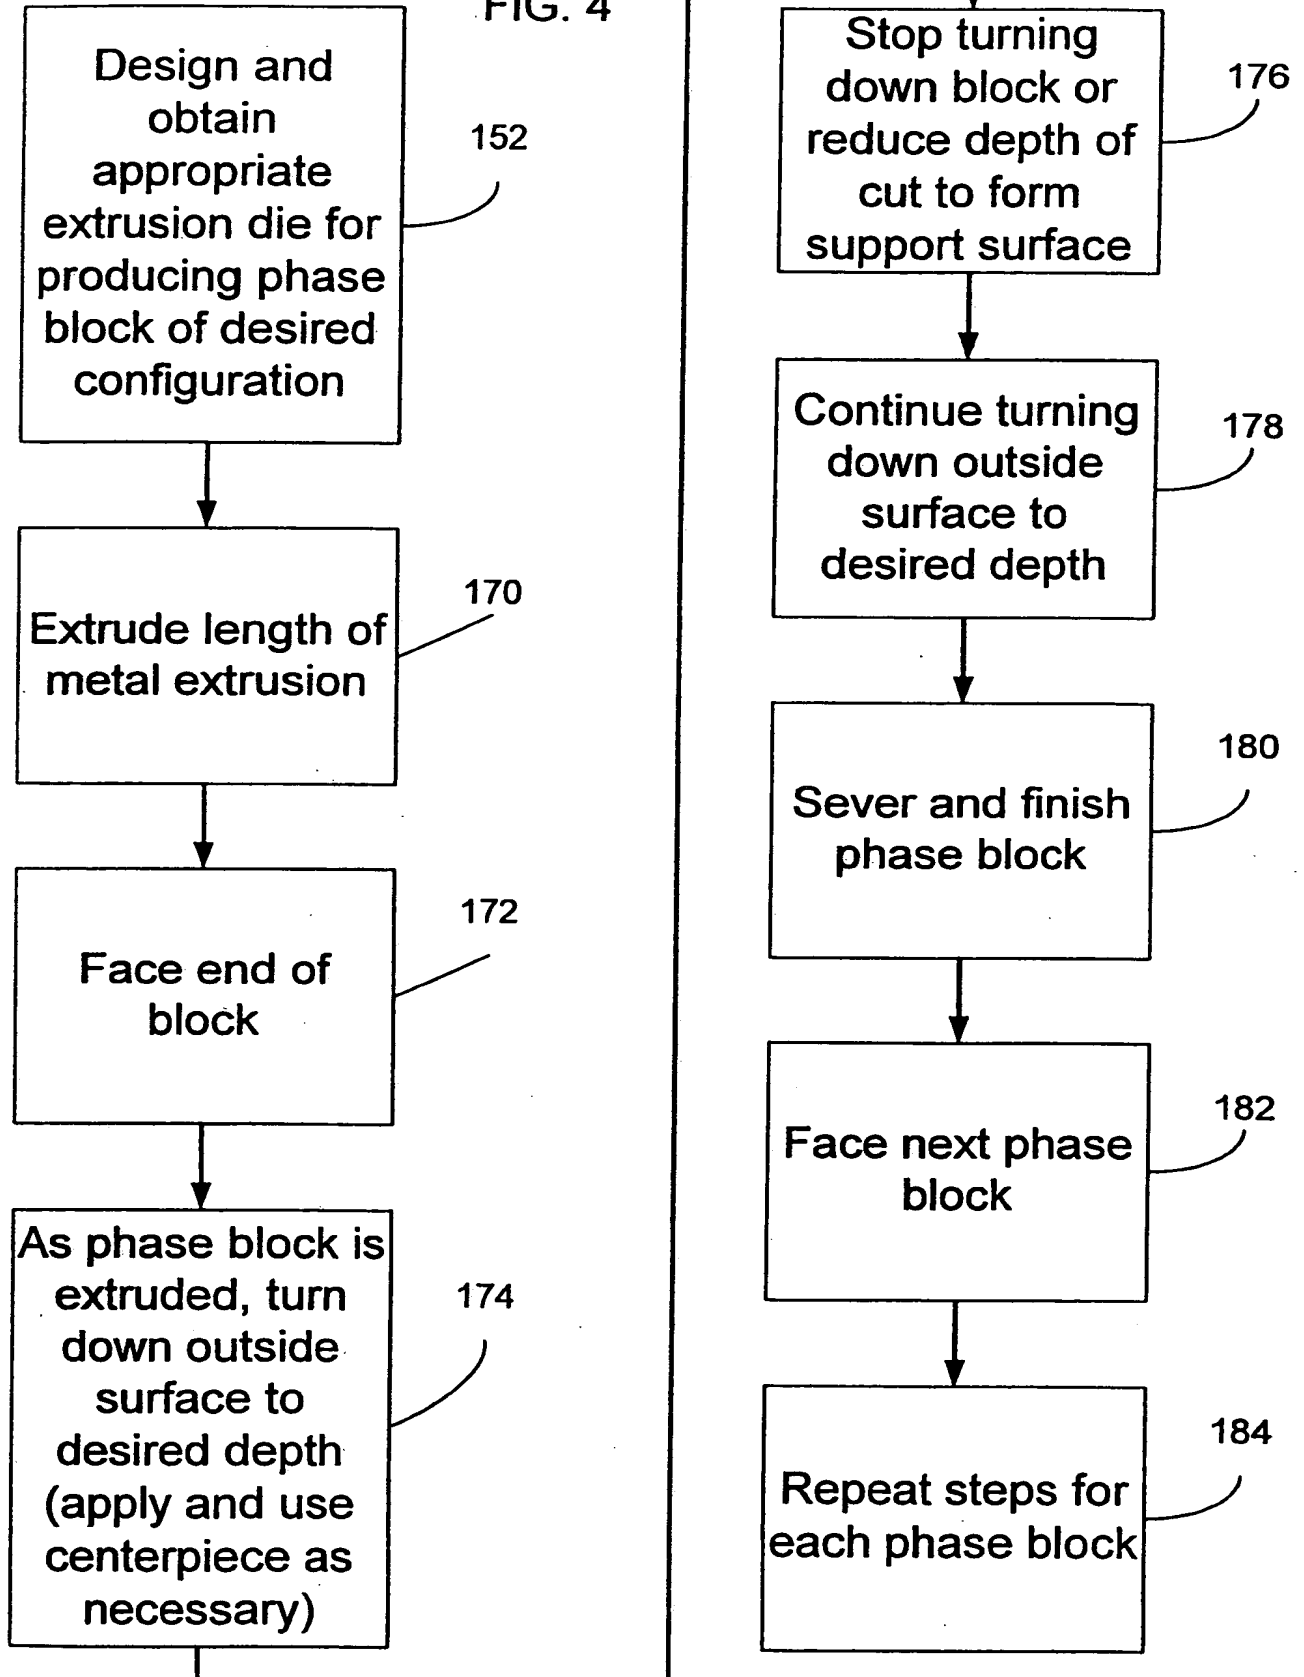 FIG. 4
Design and
obtain
appropriate
extrusion die for
producing phase
block of desired
configuration
152
Extrude length of
metal extrusion
170
Face end of
block
172
As phase block is
extruded, turn
down outside
surface to
desired depth
(apply and use
centerpiece as
necessary)
174
Stop turning
down block or
reduce depth of
cut to form
support surface
176
Continue turning
down outside
surface to
desired depth
178
Sever and finish
phase block
180
Face next phase
block
182
Repeat steps for
each phase block
184